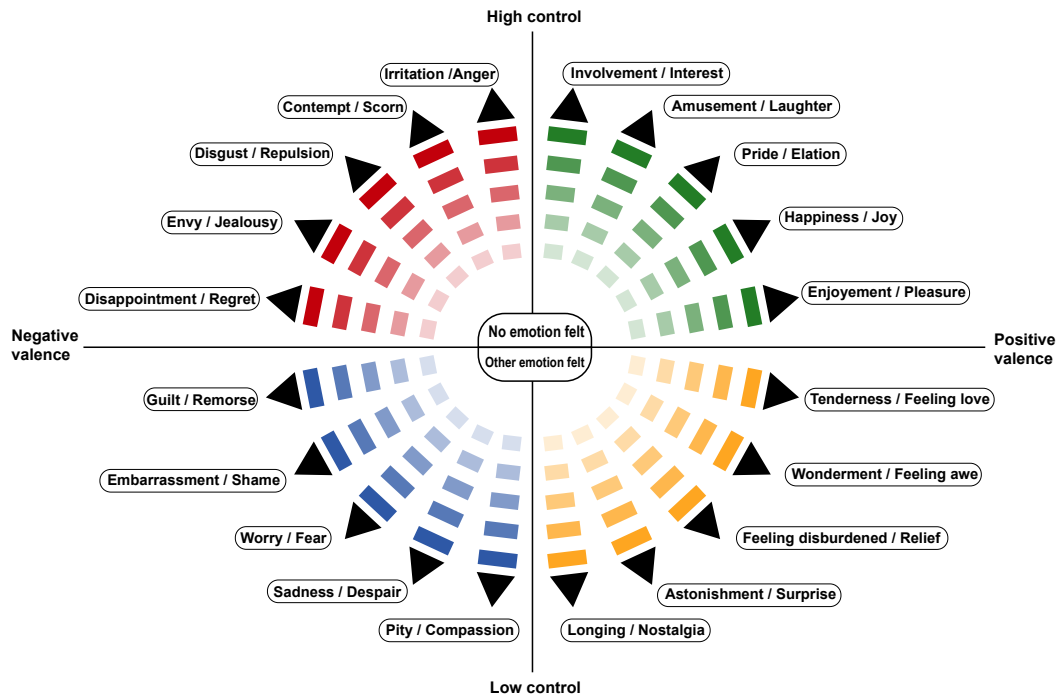 High control
Irritation /Anger
Involvement / Interest
Contempt / Scorn
Amusement / Laughter
Disgust / Repulsion
Pride / Elation
Envy / Jealousy
Happiness / Joy
Disappointment / Regret
Enjoyement / Pleasure
Negative
valence
No emotion felt
Other emotion felt
Positive
valence
Guilt / Remorse
Tenderness / Feeling love
Embarrassment / Shame
Wonderment / Feeling awe
Worry / Fear
Feeling disburdened / Relief
Sadness / Despair
Astonishment / Surprise
Pity / Compassion
Longing / Nostalgia
Low control